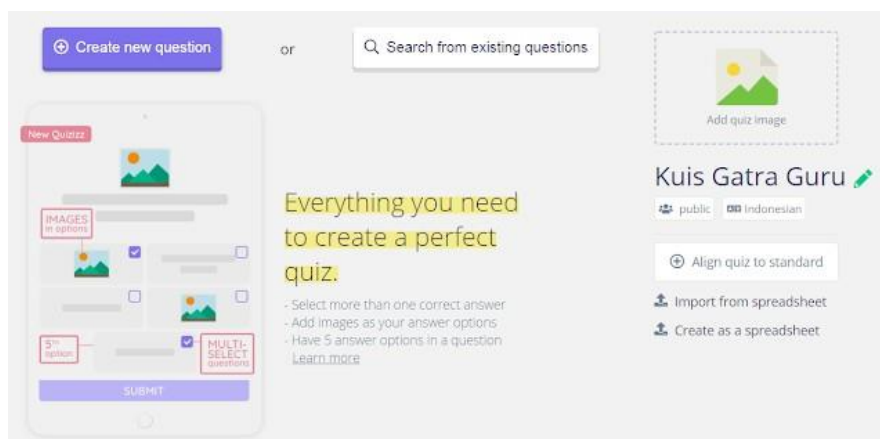 Create new question
or
Search from existing questions
New Quizizz
IMAGES
in options
5th
option
MULTI-
SELECT
questions
SUBMIT
Everything you need
to create a perfect
quiz.
- Select more than one correct answer
- Add images as your answer options
- Have 5 answer options in a question
Learn more
Add quiz image
Kuis Gatra Guru
public
Indonesian
Align quiz to standard
Import from spreadsheet
Create as a spreadsheet